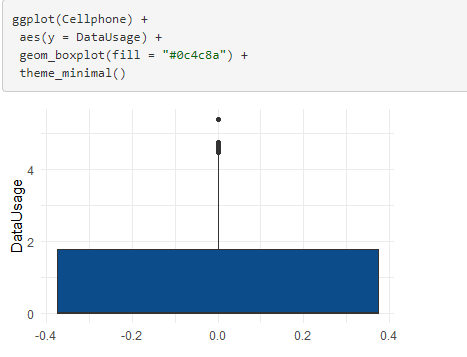 ggplot(Cellphone) +
aes(y = DataUsage) +
geom_boxplot(fill = "#0c4c8a") +
theme_minimal()
4
2
0
DataUsage
-0.4 -0.2 0.0 0.2 0.4